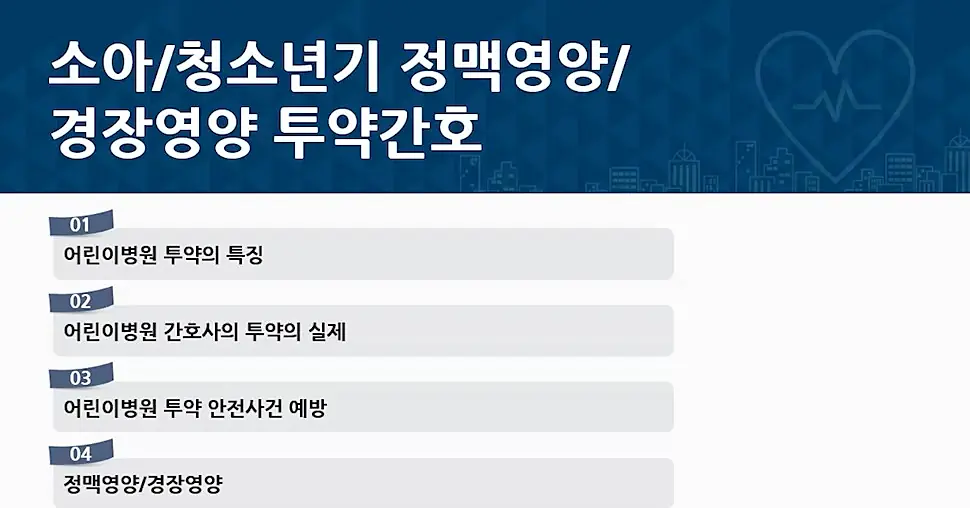 소아/청소년기 정맥영양/
경장영양 투약간호
01
어린이병원 투약의 특징
02
어린이병원 간호사의 투약의 실제
03
어린이병원 투약 안전사건 예방
04
정맥영양/경장영양